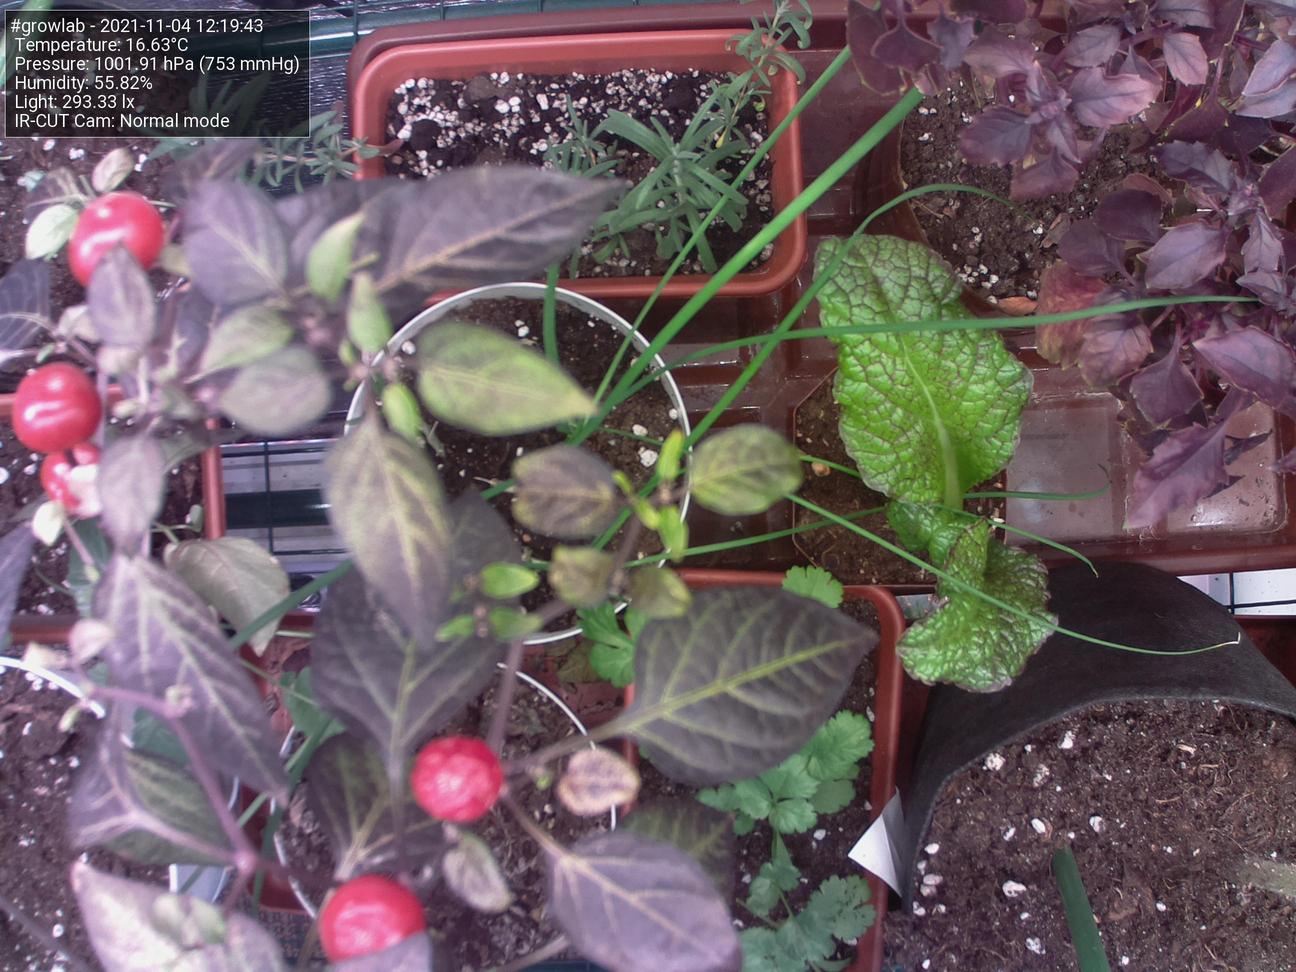 #growlab - 2021-11-04 12:19:43
Temperature: 16.63°C
Pressure: 1001.91 hPa (753 mmHg)
Humidity: 55.82%
Light: 293.33 lx
IR-CUT Cam: Normal mode